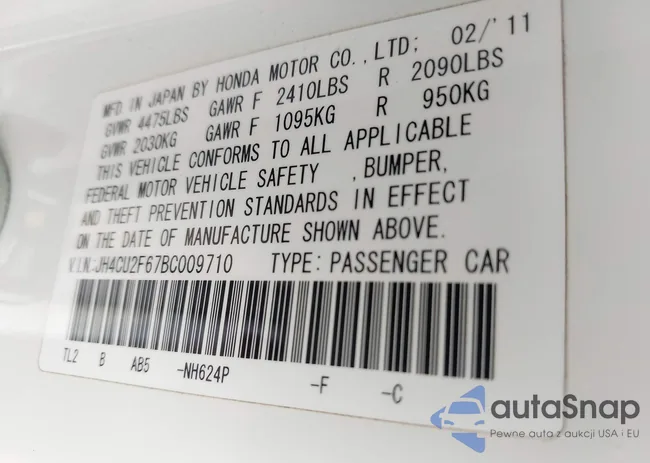 MFD. IN JAPAN BY HONDA MOTOR CO., LTD; 02/'11
GVWR 4475LBS GAWR F 2410LBS R 2090LBS
GVWR 2030KG GAWR F 1095KG R 950KG
THIS VEHICLE CONFORMS TO ALL APPLICABLE
FEDERAL MOTOR VEHICLE SAFETY , BUMPER,
AND THEFT PREVENTION STANDARDS IN EFFECT
ON THE DATE OF MANUFACTURE SHOWN ABOVE.
V.I.N:JH4CU2F67BC009710 TYPE: PASSENGER CAR
TL2 B AB5 -NH624P -F -C
autoSnap
Pewne auta z aukcji USA i EU